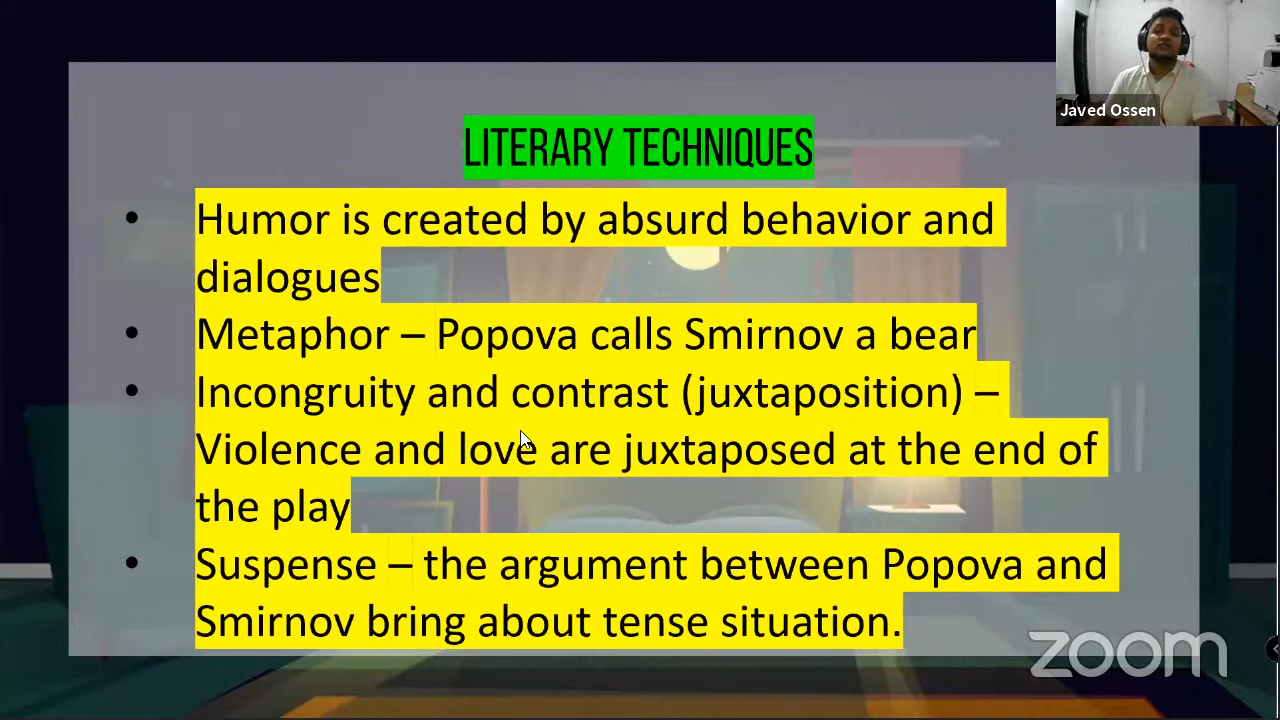 Javed Ossen
LITERARY TECHNIQUES
• Humor is created by absurd behavior and
dialogues
• Metaphor – Popova calls Smirnov a bear
• Incongruity and contrast (juxtaposition) –
Violence and love are juxtaposed at the end of
the play
• Suspense – the argument between Popova and
Smirnov bring about tense situation.
zoom